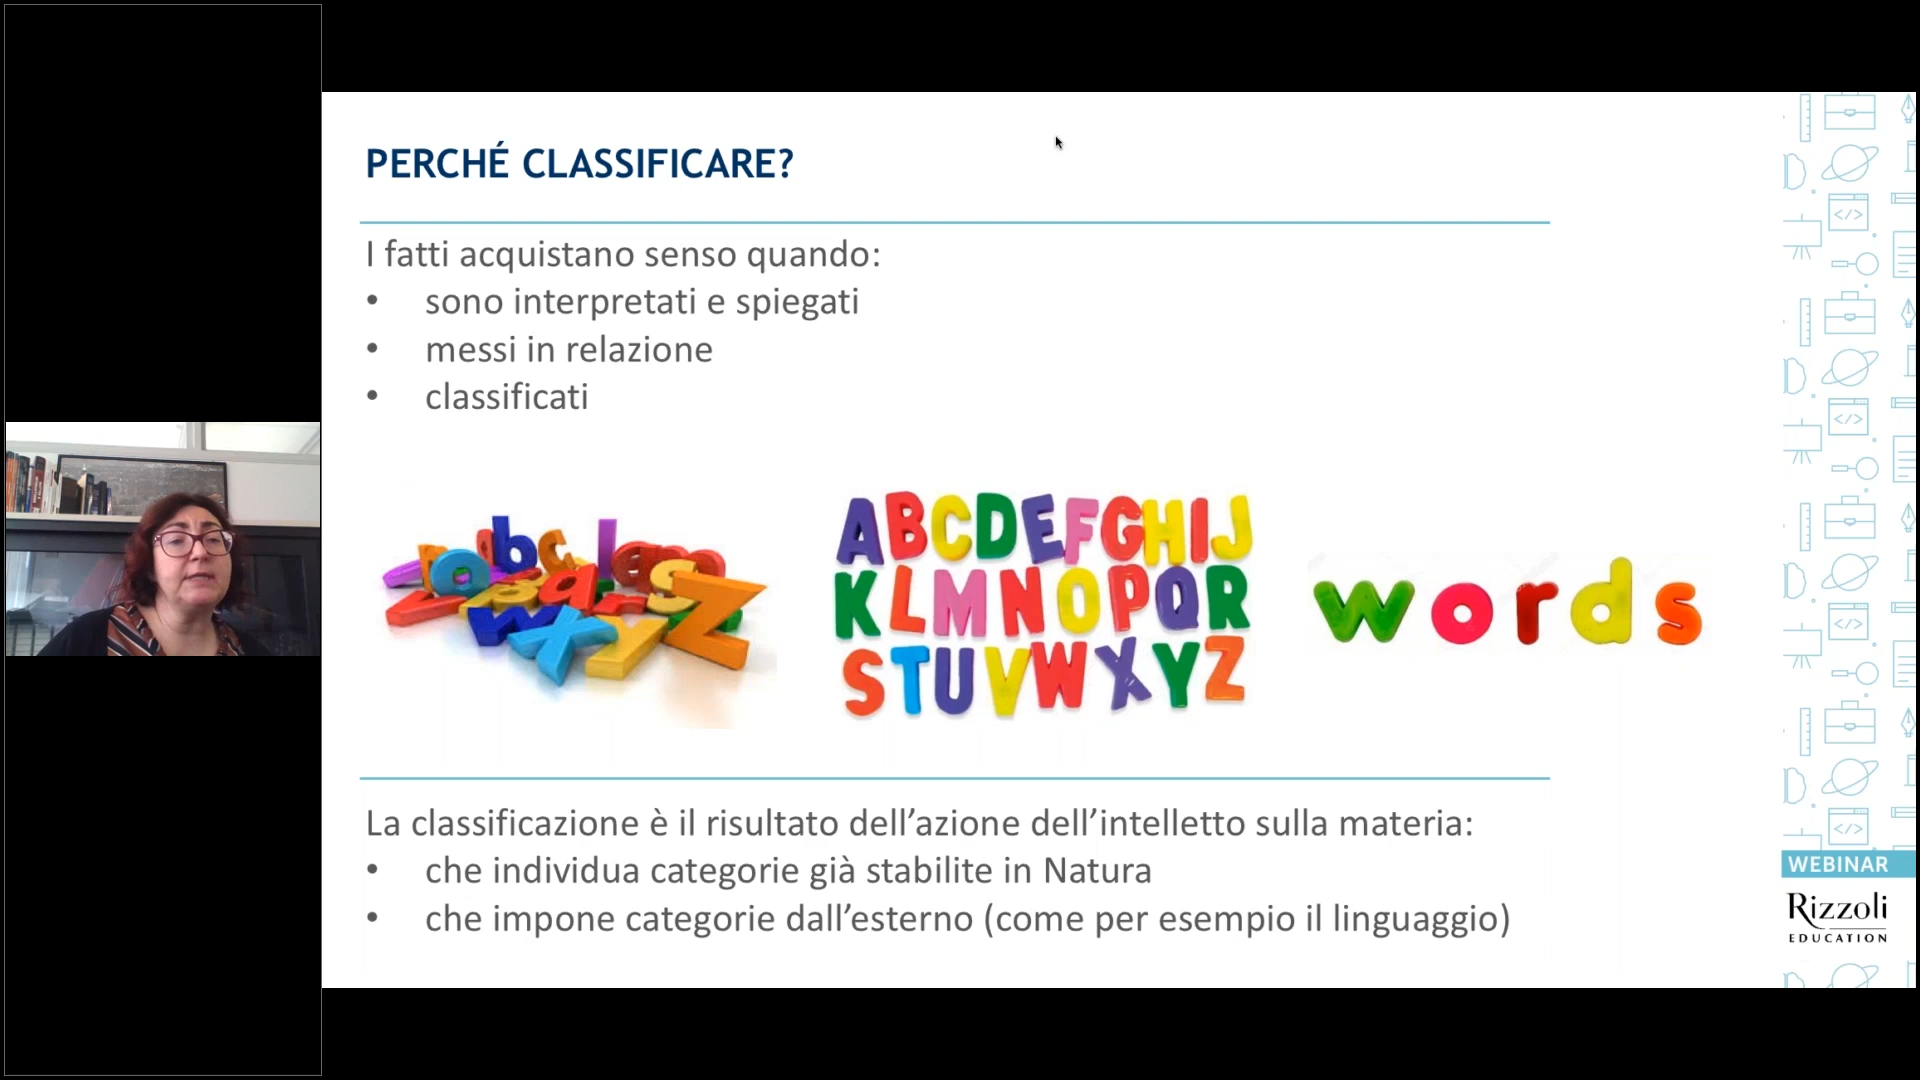 PERCHÉ CLASSIFICARE?
I fatti acquistano senso quando:
• sono interpretati e spiegati
• messi in relazione
• classificati
ABCDEFGHIJ
KLMNOPQR
STUVWXYZ
words
La classificazione è il risultato dell’azione dell’intelletto sulla materia:
• che individua categorie già stabilite in Natura
• che impone categorie dall’esterno (come per esempio il linguaggio)
WEBINAR
Rizzoli
EDUCATION